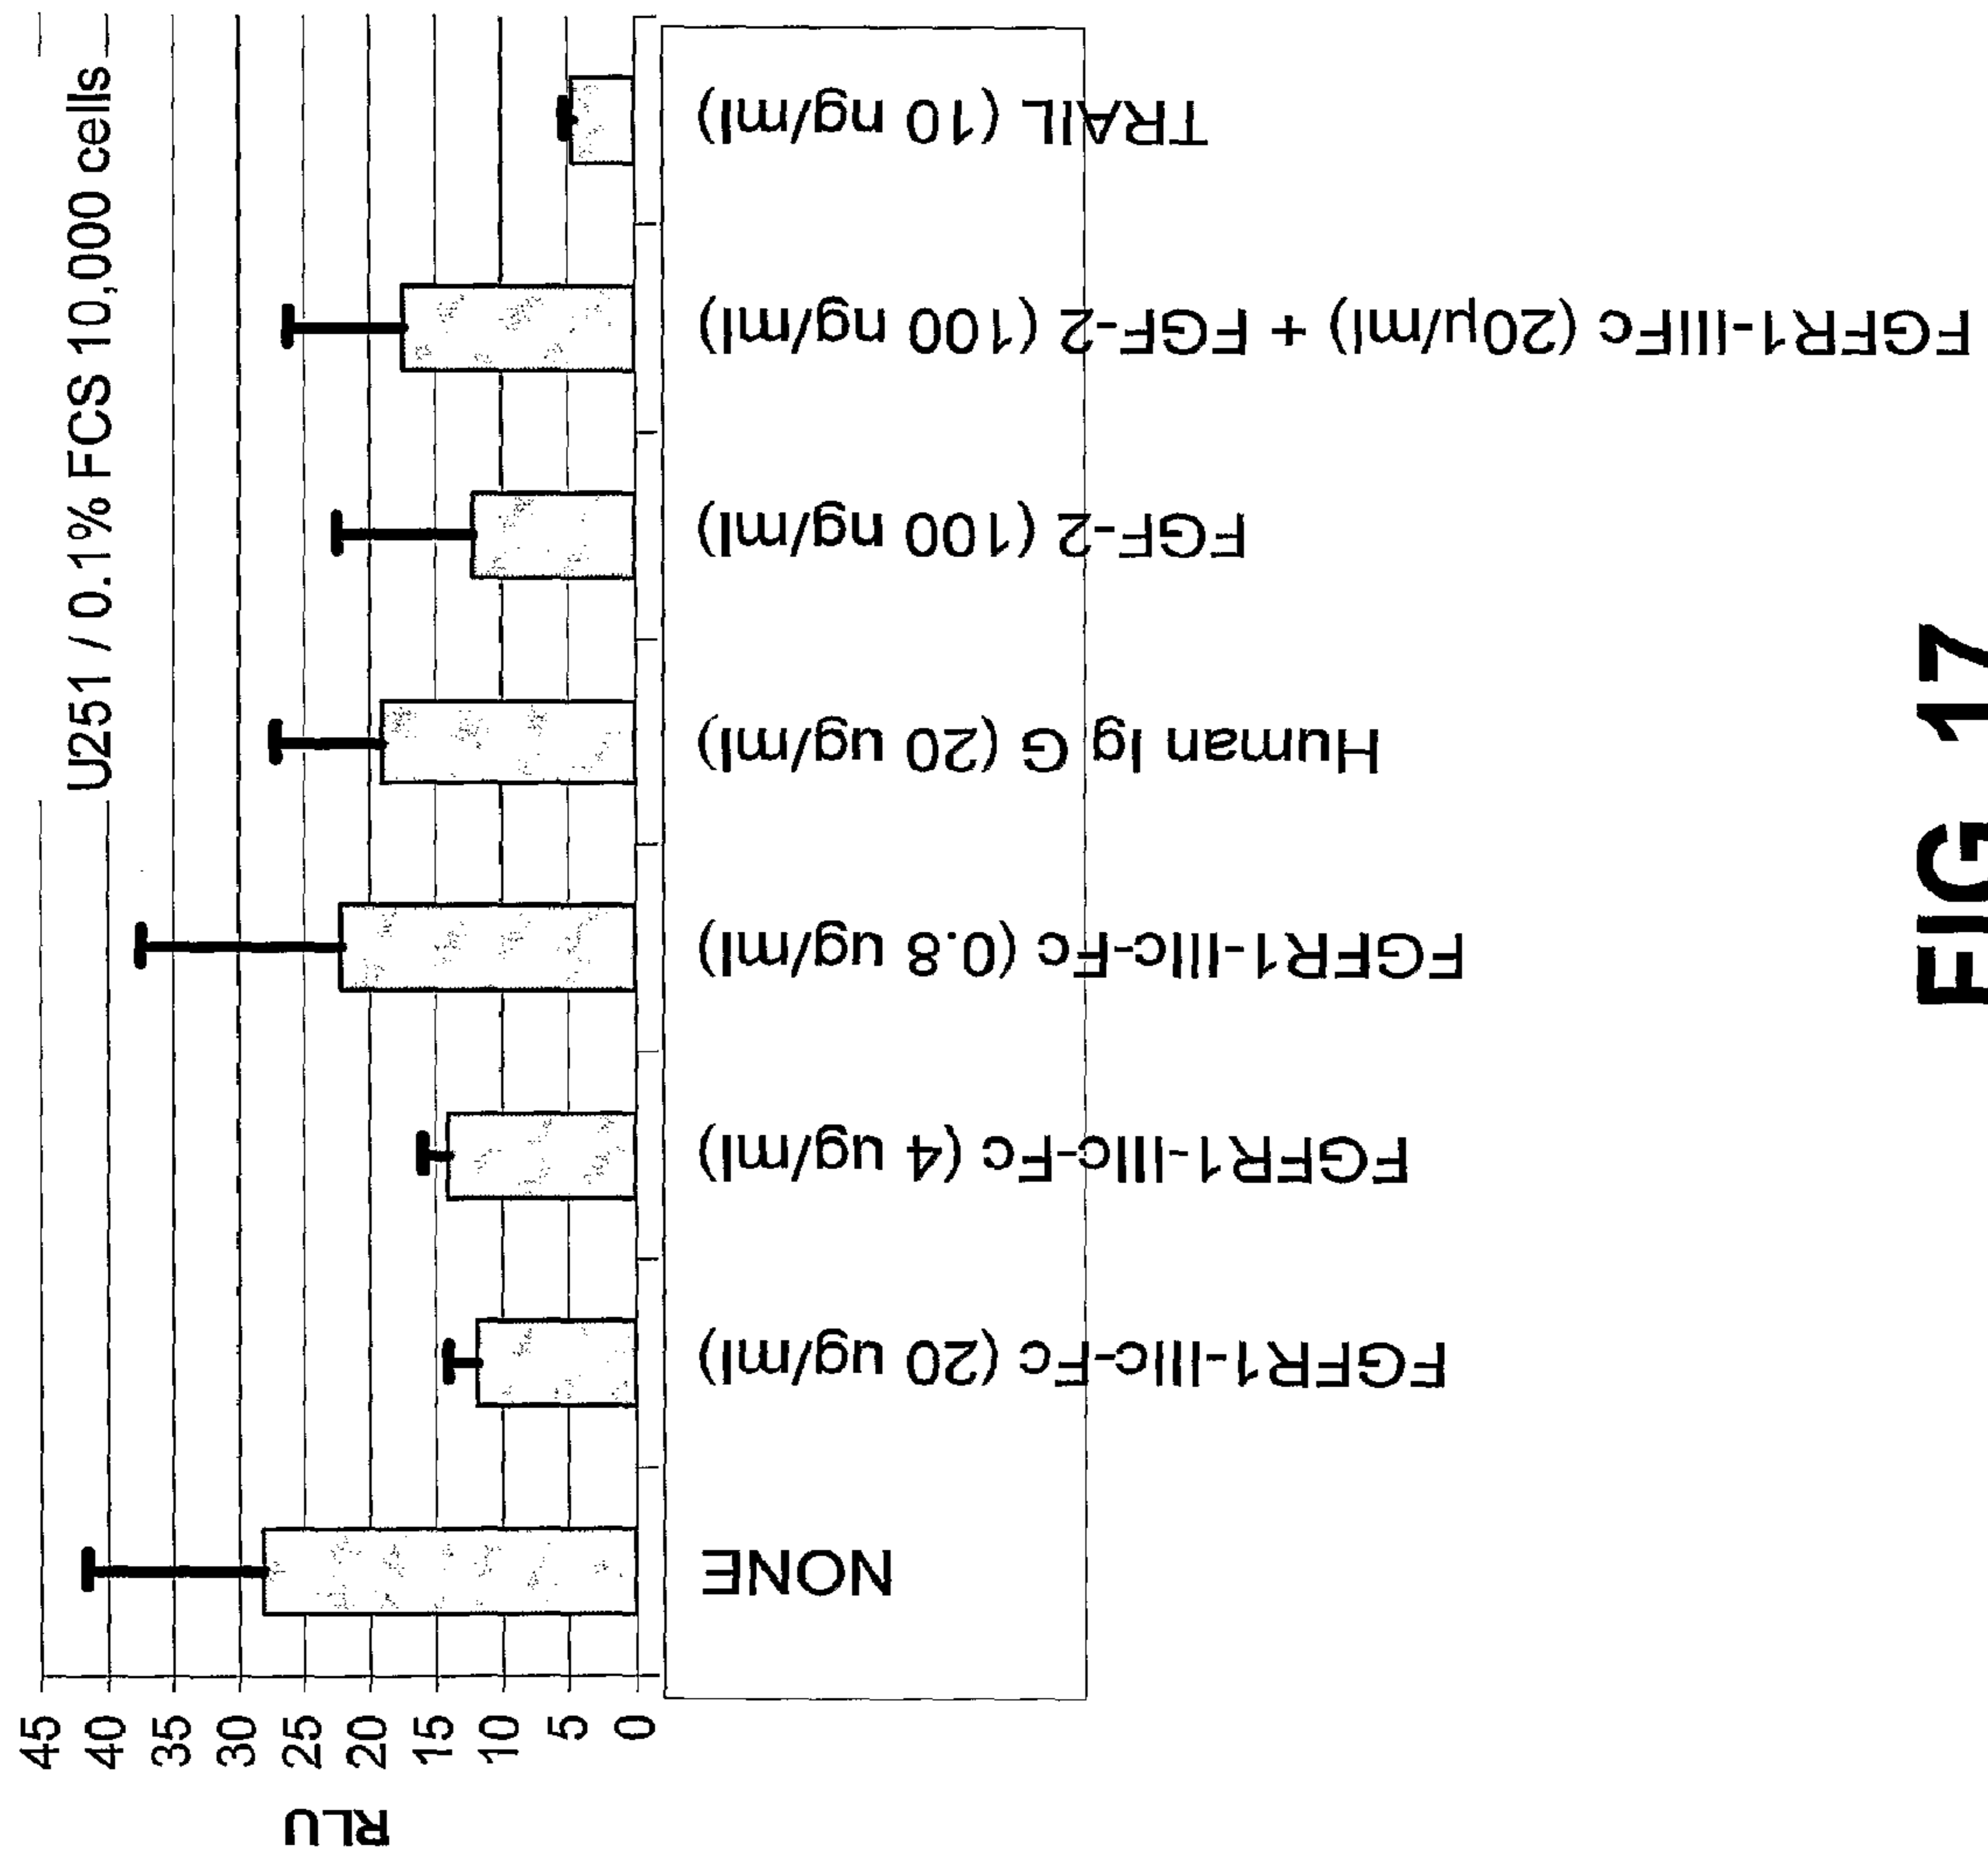 U251 / 0.1% FCS 10,000 cells
RLU
45
40
35
30
25
20
15
10
5
0
NONE
FGFR1-IIIc-Fc (20 ug/ml)
FGFR1-IIIc-Fc (4 ug/ml)
FGFR1-IIIc-Fc (0.8 ug/ml)
Human Ig G (20 ug/ml)
FGF-2 (100 ng/ml)
FGFR1-IIIFc (20µ/ml) + FGF-2 (100 ng/ml)
TRAIL (10 ng/ml)
FIG 17